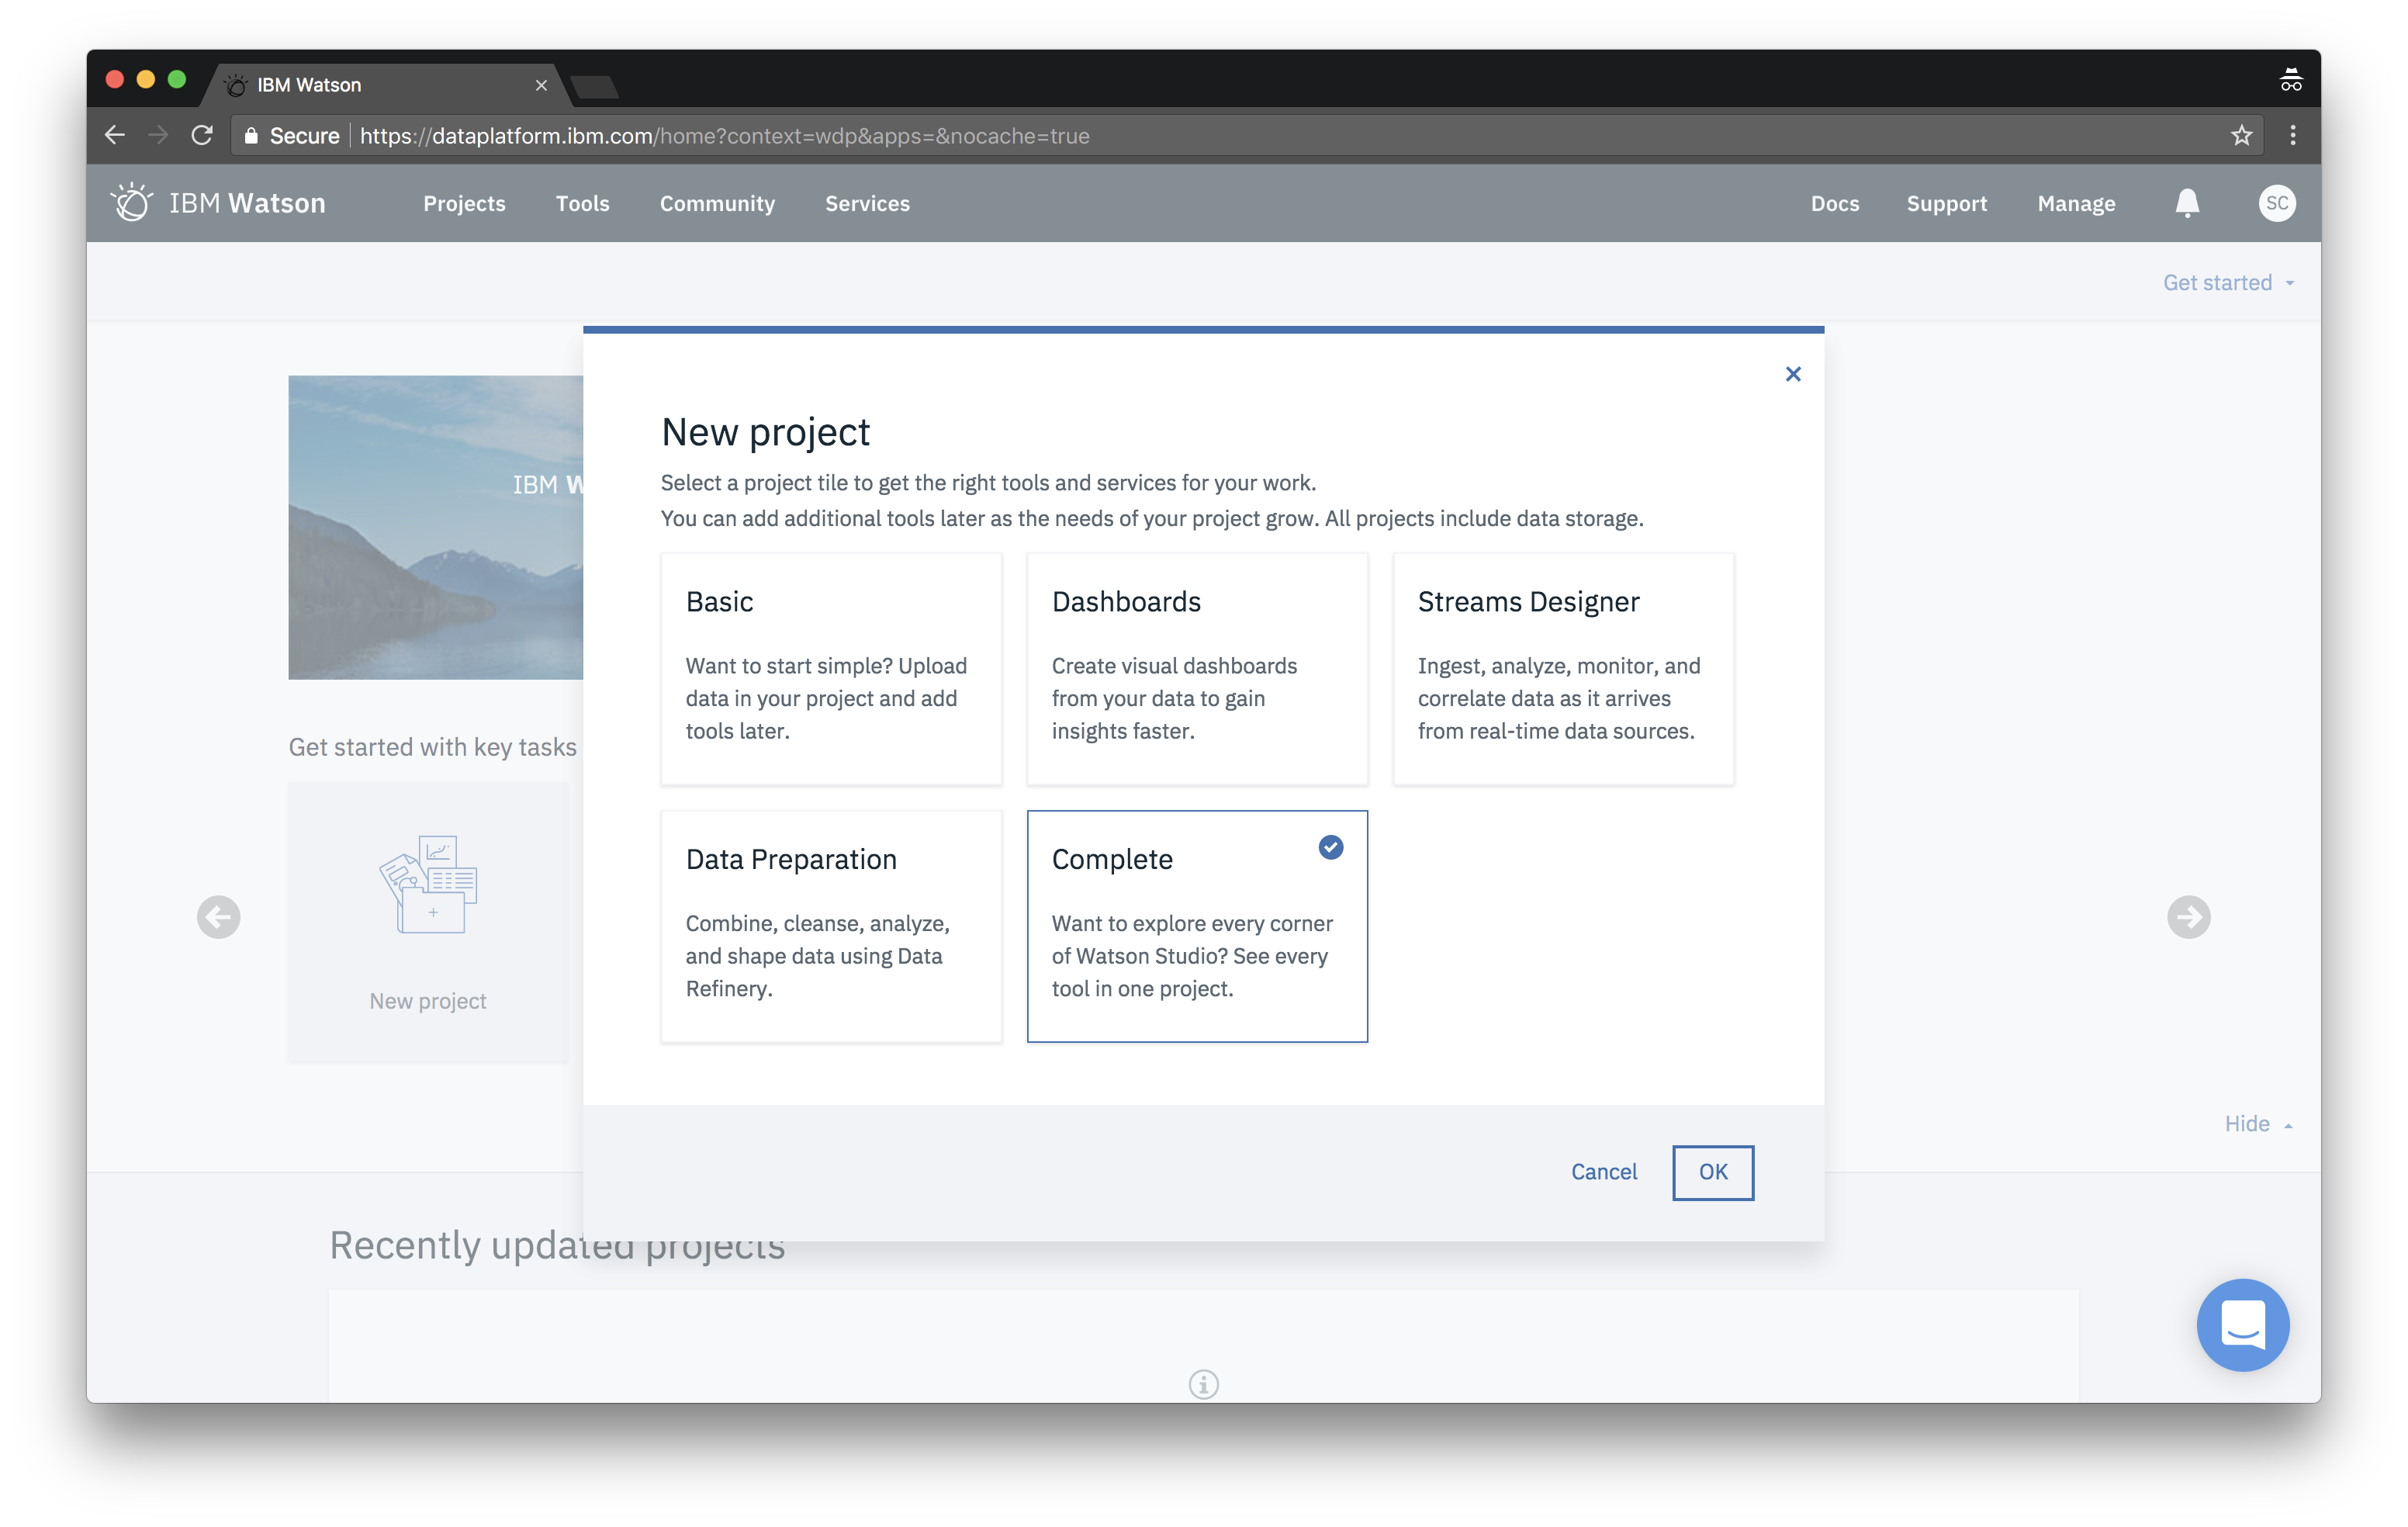 IBM Watson
Secure https://dataplatform.ibm.com/home?context=wdp&apps=&nocache=true
IBM Watson Projects Tools Community Services Docs Support Manage SC
Get started
IBM W
New project
Select a project tile to get the right tools and services for your work.
You can add additional tools later as the needs of your project grow. All projects include data storage.
Basic
Want to start simple? Upload
data in your project and add
tools later.
Dashboards
Create visual dashboards
from your data to gain
insights faster.
Streams Designer
Ingest, analyze, monitor, and
correlate data as it arrives
from real-time data sources.
Data Preparation
Combine, cleanse, analyze,
and shape data using Data
Refinery.
Complete
Want to explore every corner
of Watson Studio? See every
tool in one project.
Cancel OK
Get started with key tasks
New project
Hide
Recently updated projects